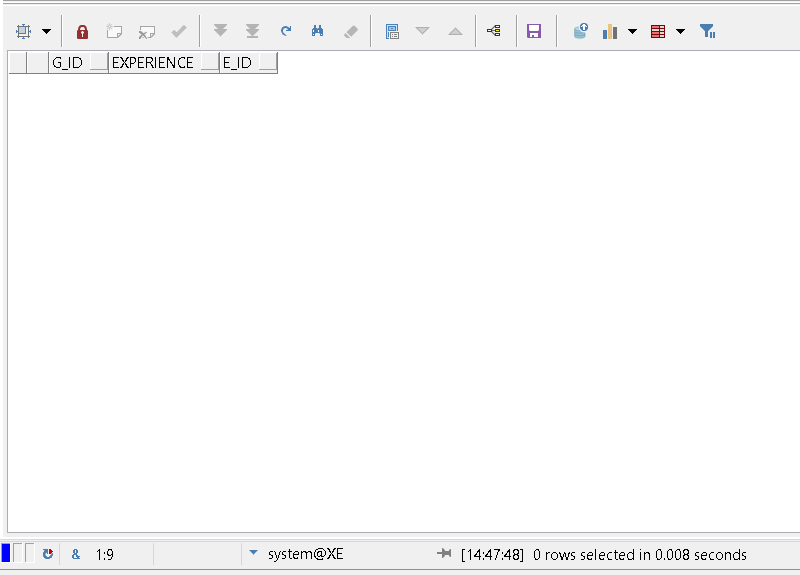 G_ID EXPERIENCE E_ID
& 1:9 system@XE [14:47:48] 0 rows selected in 0.008 seconds